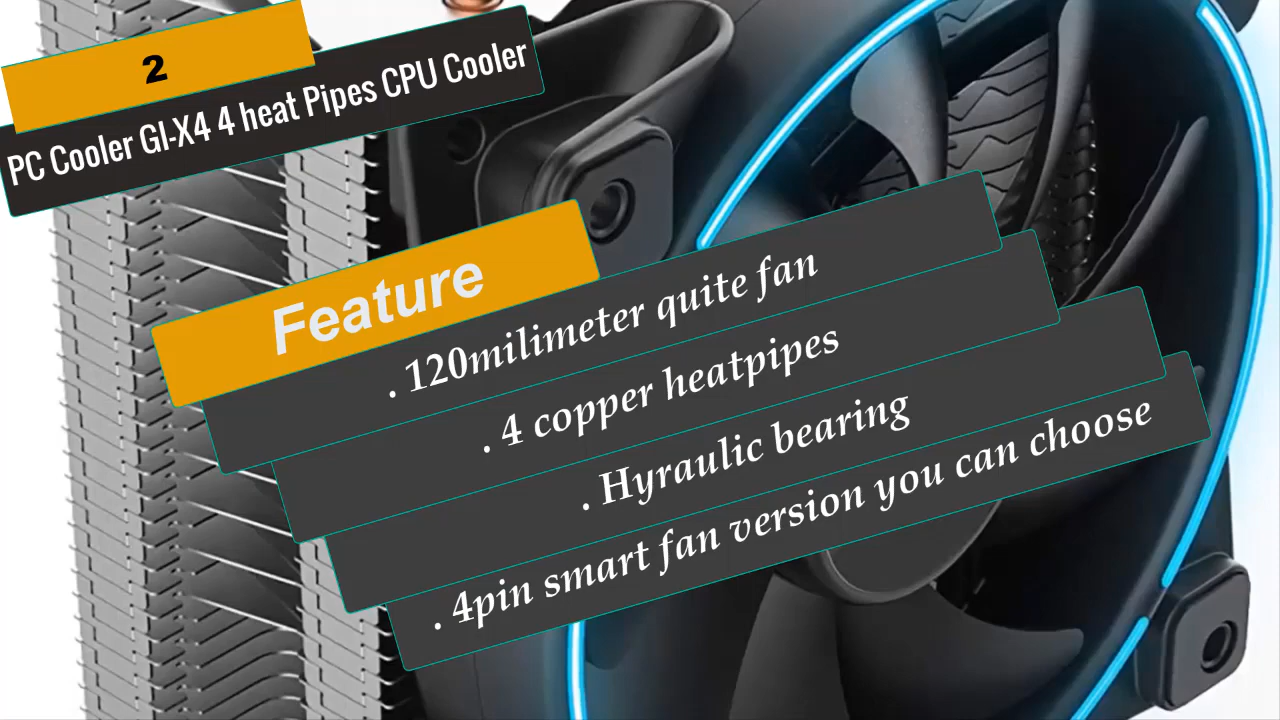 2
PC Cooler GI-X4 4 heat Pipes CPU Cooler
Feature
. 120milimeter quite fan
. 4 copper heatpipes
. Hyraulic bearing
. 4pin smart fan version you can choose